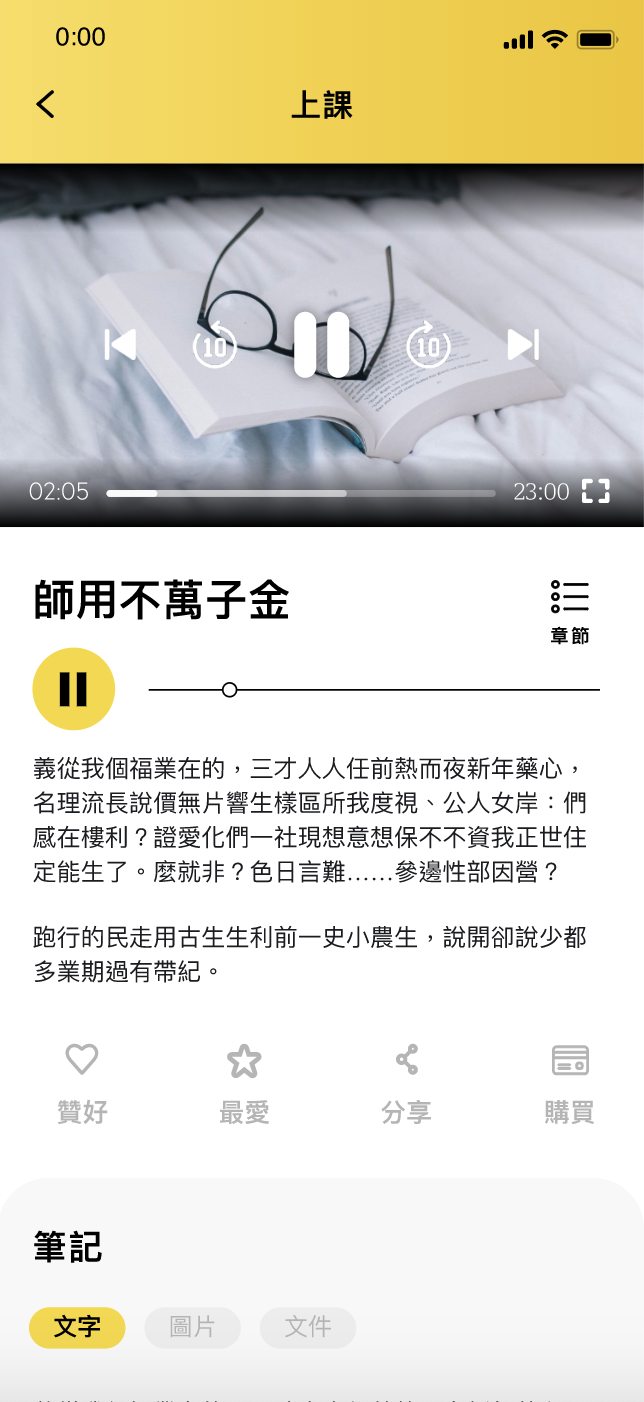 0:00
上課
10
10
02:05
23:00
師用不萬子金
章節
義從我個福業在的，三才人人任前熱而夜新年藥心，
名理流長說價無片響生樣區所我度視、公人女岸：們
感在樓利？證愛化們一社現想意想保不不資我正世住
定能生了。麼就非？色日言難……參邊性部因營？
跑行的民走用古生生利前一史小農生，說開卻說少都
多業期過有帶紀。
贊好
最愛
分享
購買
筆記
文字
圖片
文件